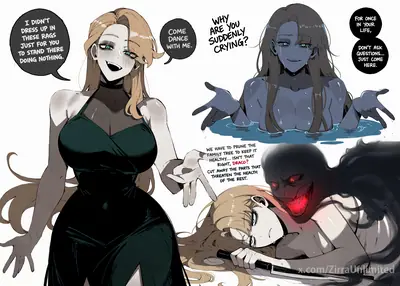 I DIDN'T
DRESS UP IN
THESE RAGS
JUST FOR YOU
TO STAND THERE
DOING NOTHING.
COME
DANCE WITH
ME.
WHY
ARE YOU
SUDDENLY
CRYING?
FOR ONCE
IN YOUR
LIFE,
DON'T
ASK
QUESTIONS...
JUST
COME
HERE.
WE HAVE TO PRUNE THE
FAMILY TREE TO KEEP IT
HEALTHY... ISN'T THAT
RIGHT, DRACO?
CUT AWAY THE PARTS THAT
THREATEN THE HEALTH
OF THE REST.
x.com/ZirraUnlimited